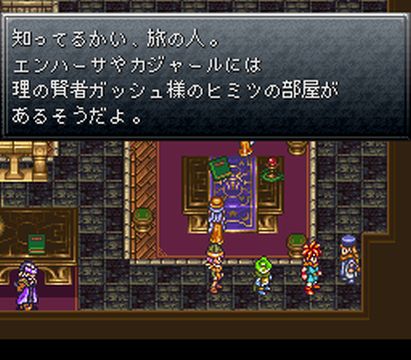 知ってるかい、旅の人。
エンハーサやカジャールには
理の賢者ガッシュ様のヒミツの部屋が
あるそうだよ。